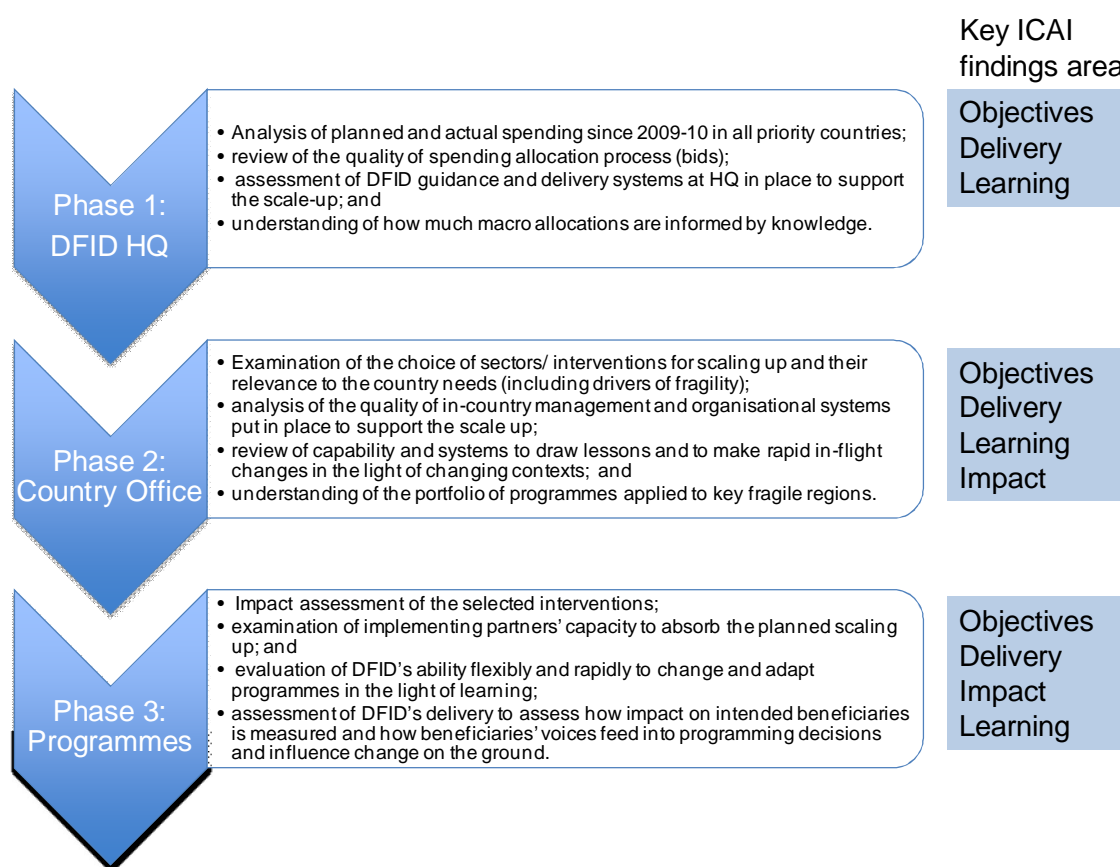 Key ICAI
findings area
Phase 1:
DFID HQ
• Analysis of planned and actual spending since 2009-10 in all priority countries;
• review of the quality of spending allocation process (bids);
• assessment of DFID guidance and delivery systems at HQ in place to support
the scale-up; and
• understanding of how much macro allocations are informed by knowledge.
Objectives
Delivery
Learning
Phase 2:
Country Office
• Examination of the choice of sectors/ interventions for scaling up and their
relevance to the country needs (including drivers of fragility);
• analysis of the quality of in-country management and organisational systems
put in place to support the scale up;
• review of capability and systems to draw lessons and to make rapid in-flight
changes in the light of changing contexts; and
• understanding of the portfolio of programmes applied to key fragile regions.
Objectives
Delivery
Learning
Impact
Phase 3:
Programmes
• Impact assessment of the selected interventions;
• examination of implementing partners' capacity to absorb the planned scaling
up; and
• evaluation of DFID's ability flexibly and rapidly to change and adapt
programmes in the light of learning;
• assessment of DFID's delivery to assess how impact on intended beneficiaries
is measured and how beneficiaries' voices feed into programming decisions
and influence change on the ground.
Objectives
Delivery
Impact
Learning